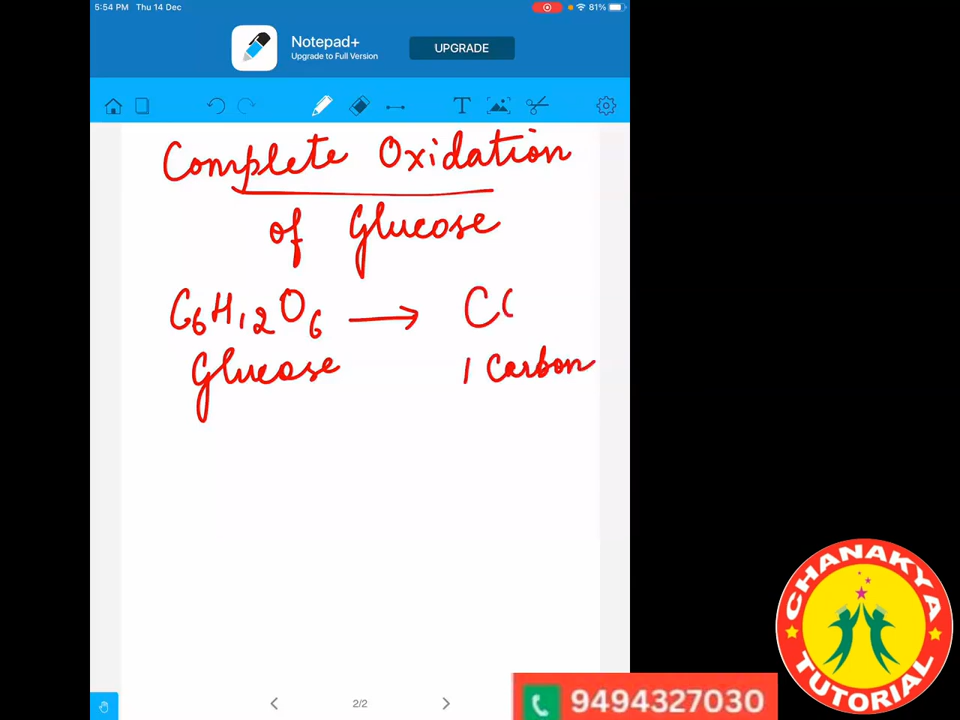 5:54 PM Thu 14 Dec 81%
Notepad+
Upgrade to Full Version
UPGRADE
T
Complete Oxidation
of Glucose
C6H12O6 → C(
Glucose 1 Carbon
2/2
CHANAKYA
TUTORIAL
9494327030